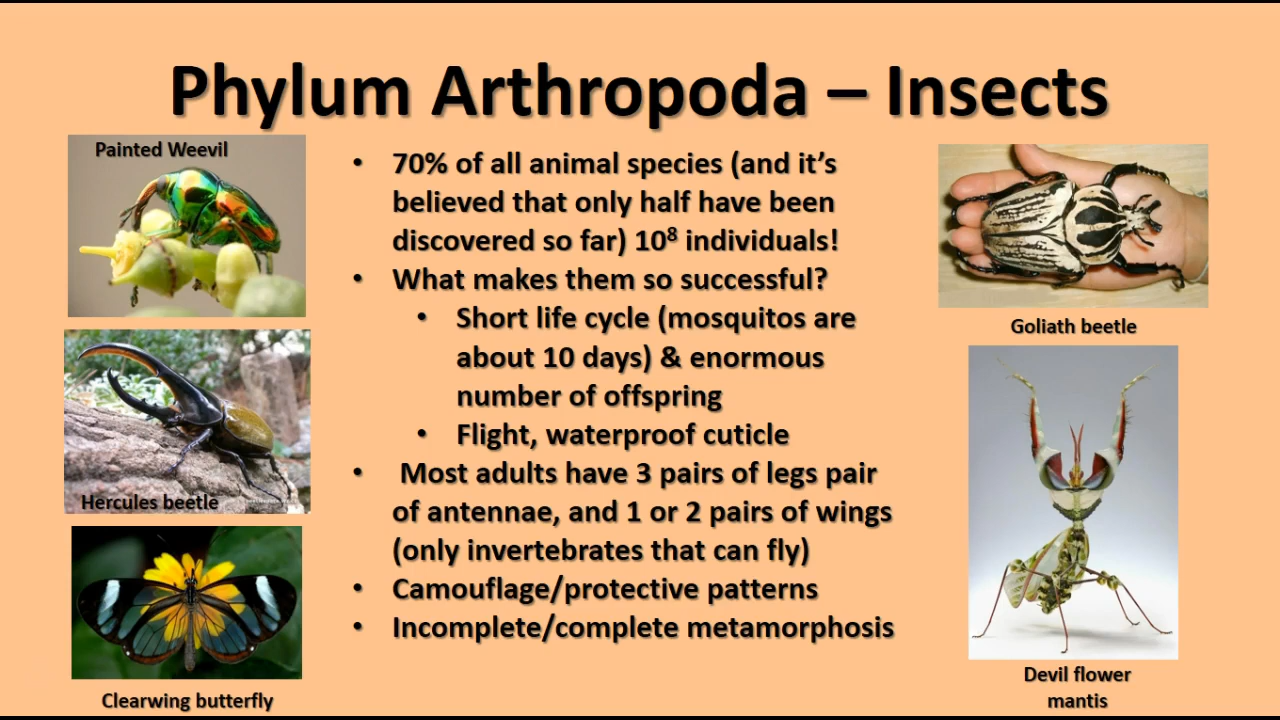 Phylum Arthropoda – Insects
Painted Weevil
Hercules beetle
Clearwing butterfly
• 70% of all animal species (and it’s
believed that only half have been
discovered so far) 10⁸ individuals!
• What makes them so successful?
• Short life cycle (mosquitos are
about 10 days) & enormous
number of offspring
• Flight, waterproof cuticle
• Most adults have 3 pairs of legs pair
of antennae, and 1 or 2 pairs of wings
(only invertebrates that can fly)
• Camouflage/protective patterns
• Incomplete/complete metamorphosis
Goliath beetle
Devil flower
mantis